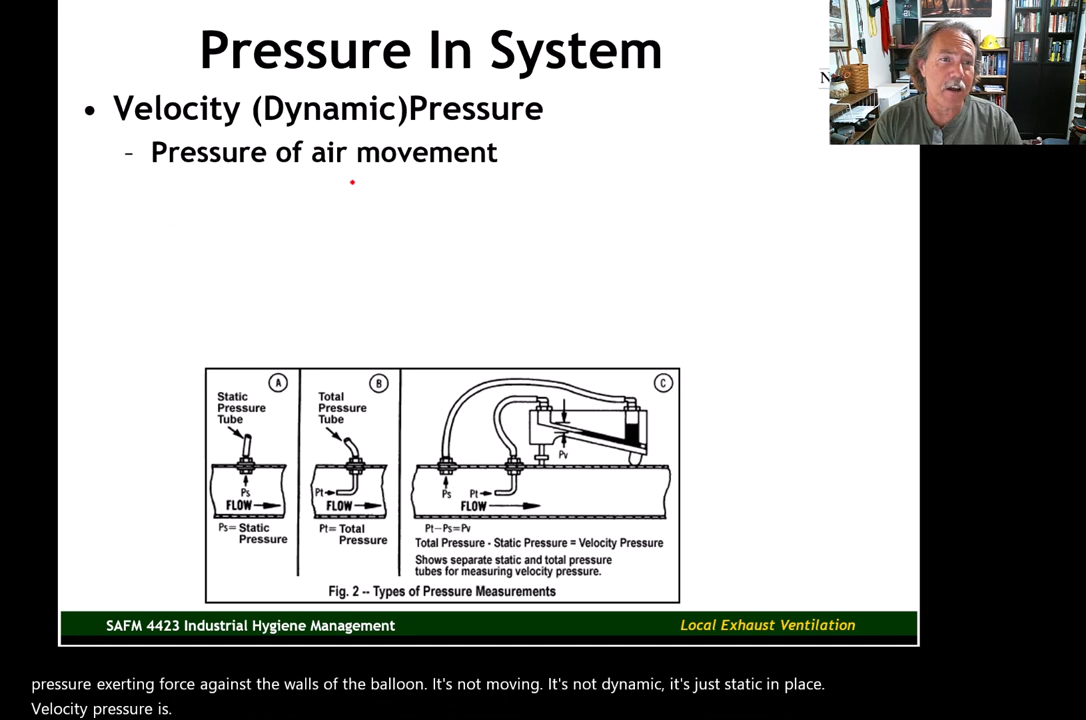 Pressure In System
• Velocity (Dynamic)Pressure
– Pressure of air movement
A
Static
Pressure
Tube
Ps
FLOW
Ps= Static
Pressure
B
Total
Pressure
Tube
Pt
FLOW
Pt= Total
Pressure
C
Pv
Ps
Pt
FLOW
Pt-Ps=Pv
Total Pressure - Static Pressure = Velocity Pressure
Shows separate static and total pressure
tubes for measuring velocity pressure.
Fig. 2 -- Types of Pressure Measurements
SAFM 4423 Industrial Hygiene Management
Local Exhaust Ventilation
pressure exerting force against the walls of the balloon. It's not moving. It's not dynamic, it's just static in place.
Velocity pressure is.